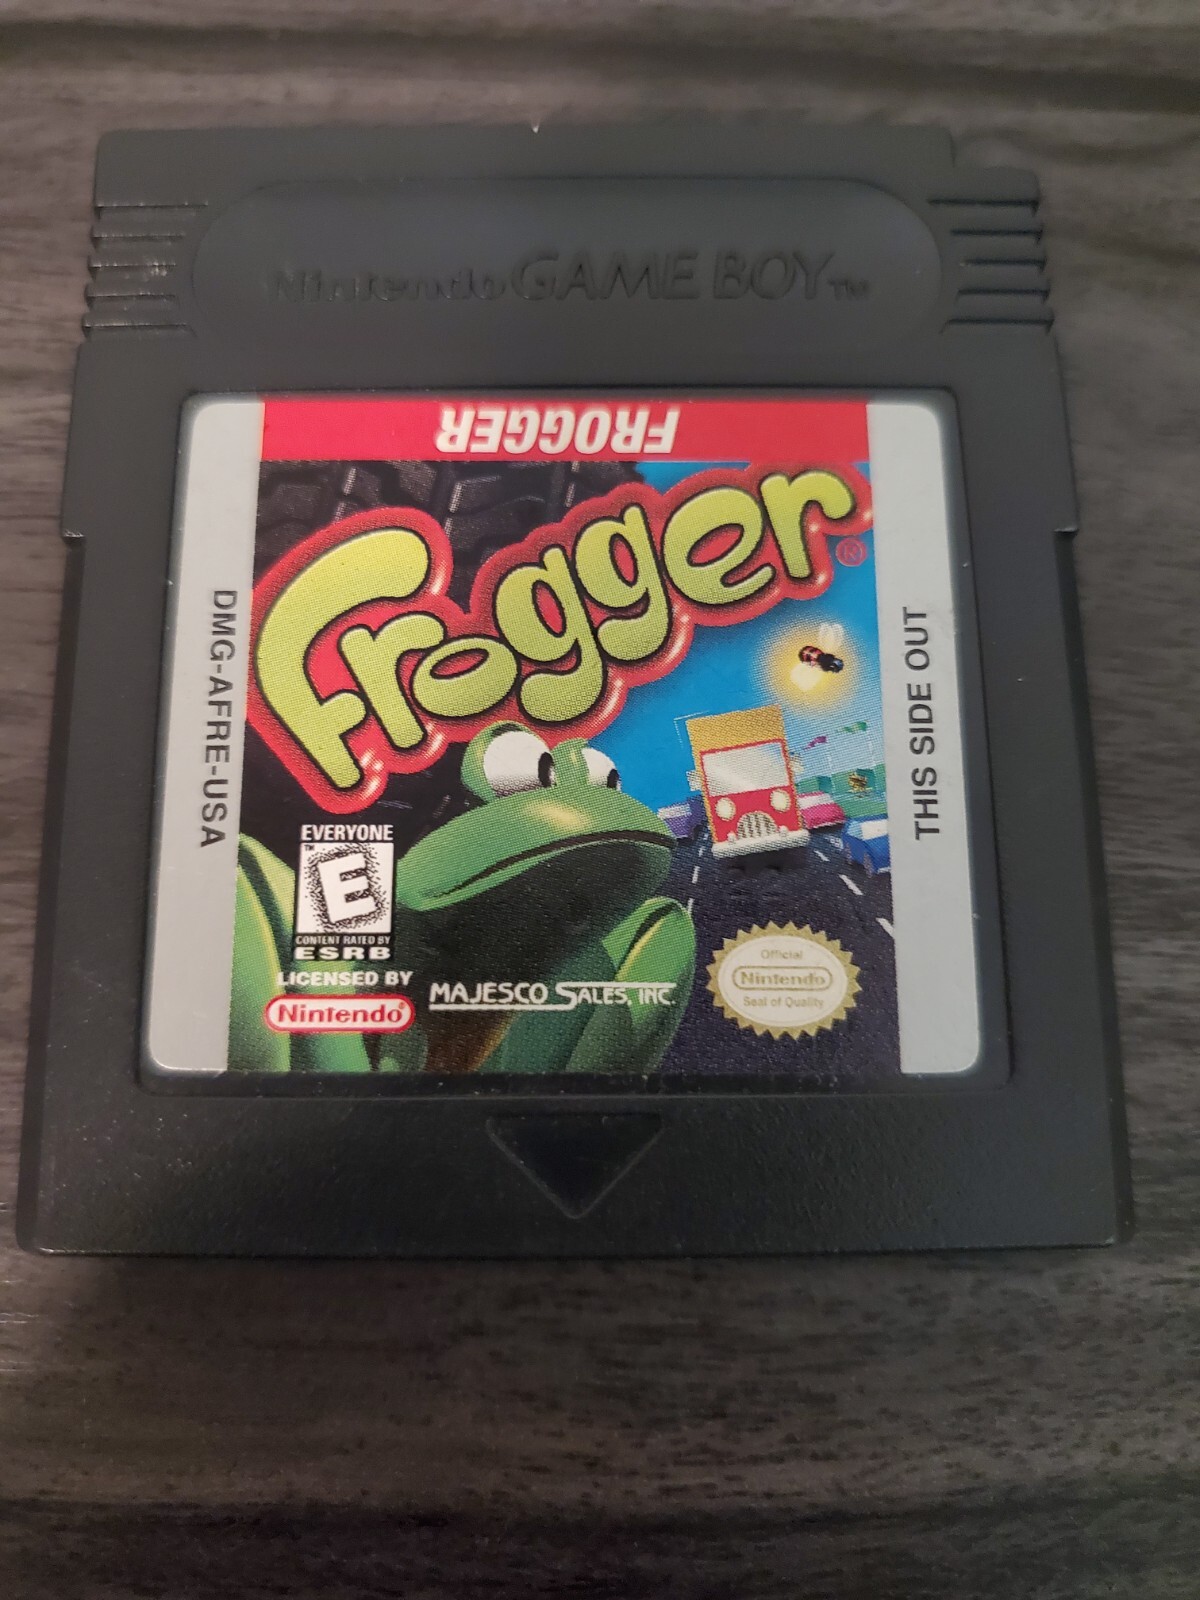 Nintendo GAME BOY™
FROGGER
Frogger®
DMG-AFRE-USA
THIS SIDE OUT
EVERYONE
™
E
CONTENT RATED BY
ESRB
LICENSED BY
Nintendo®
MAJESCO SALES, INC.
Official
Nintendo
Seal of Quality